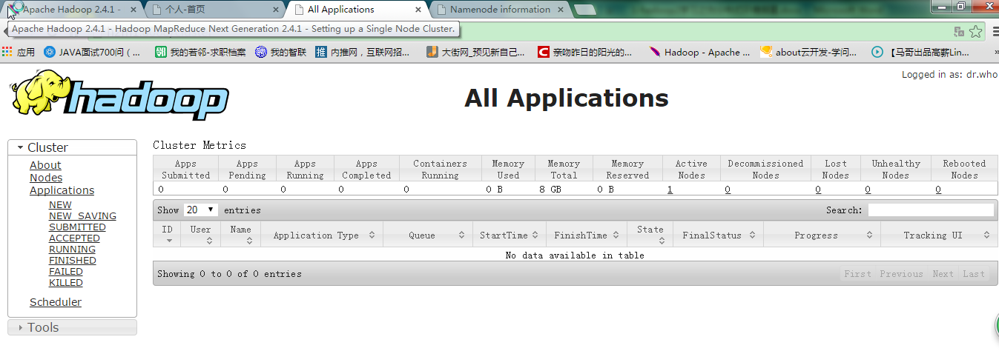 Apache Hadoop 2.4.1 -
个人-首页
All Applications
Namenode information
Apache Hadoop 2.4.1 - Hadoop MapReduce Next Generation 2.4.1 - Setting up a Single Node Cluster.
应用 JAVA面试700问（... 我的若邻-求职档案 我的智联 内推网，互联网招... 大街网_预见新自己... 亲吻昨日的阳光的... Hadoop - Apache ... about云开发-学问... 【马哥出品高薪Lin...
Logged in as: dr.who
hadoop
All Applications
Cluster
About
Nodes
Applications
NEW
NEW_SAVING
SUBMITTED
ACCEPTED
RUNNING
FINISHED
FAILED
KILLED
Scheduler
Tools
Cluster Metrics
Apps Submitted Apps Pending Apps Running Apps Completed Containers Running Memory Used Memory Total Memory Reserved Active Nodes Decommissioned Nodes Lost Nodes Unhealthy Nodes Rebooted Nodes
0 0 0 0 0 0 B 8 GB 0 B 1 0 0 0 0
Show 20 entries Search:
ID User Name Application Type Queue StartTime FinishTime State FinalStatus Progress Tracking UI
No data available in table
Showing 0 to 0 of 0 entries First Previous Next Last